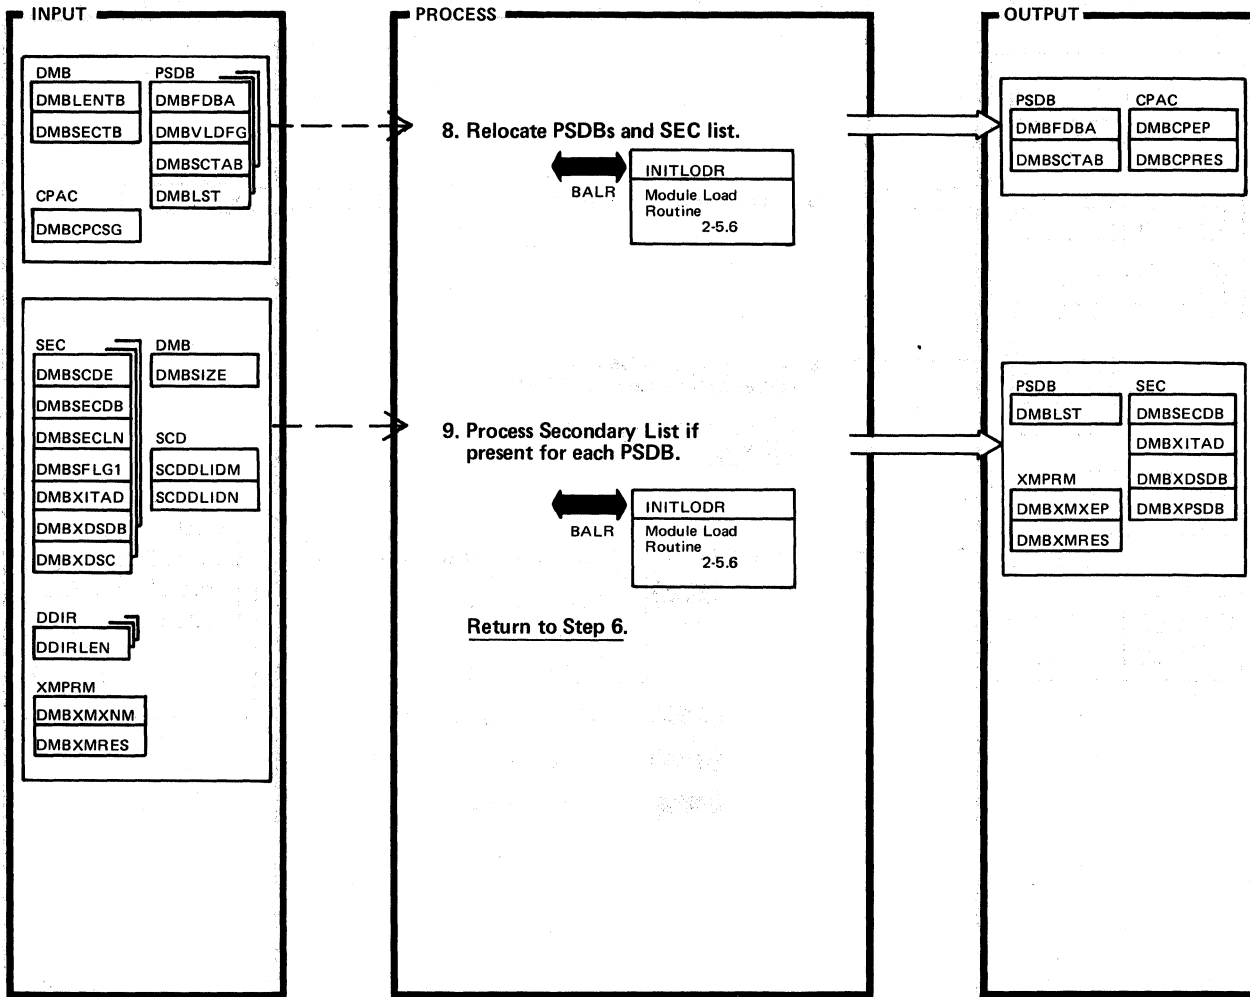 INPUT
DMB
DMBLENTB
DMBSECTB
PSDB
DMBFDBA
DMBVLDFG
DMBSCTAB
DMBLST
CPAC
DMBCPCSG
SEC
DMBSCDE
DMBSECDB
DMBSECLN
DMBSFLG1
DMBXITAD
DMBXDSDB
DMBXDSC
DMB
DMBSIZE
SCD
SCDDLIDM
SCDDLIDN
DDIR
DDIRLEN
XMPRM
DMBXMXNM
DMBXMRES
PROCESS
8. Relocate PSDBs and SEC list.
BALR
INITLODR
Module Load
Routine
2-5.6
9. Process Secondary List if
present for each PSDB.
BALR
INITLODR
Module Load
Routine
2-5.6
Return to Step 6.
OUTPUT
PSDB
DMBFDBA
DMBSCTAB
CPAC
DMBCPEP
DMBCPRES
PSDB
DMBLST
SEC
DMBSECDB
DMBXITAD
DMBXDSDB
DMBXPSDB
XMPRM
DMBXMXEP
DMBXMRES